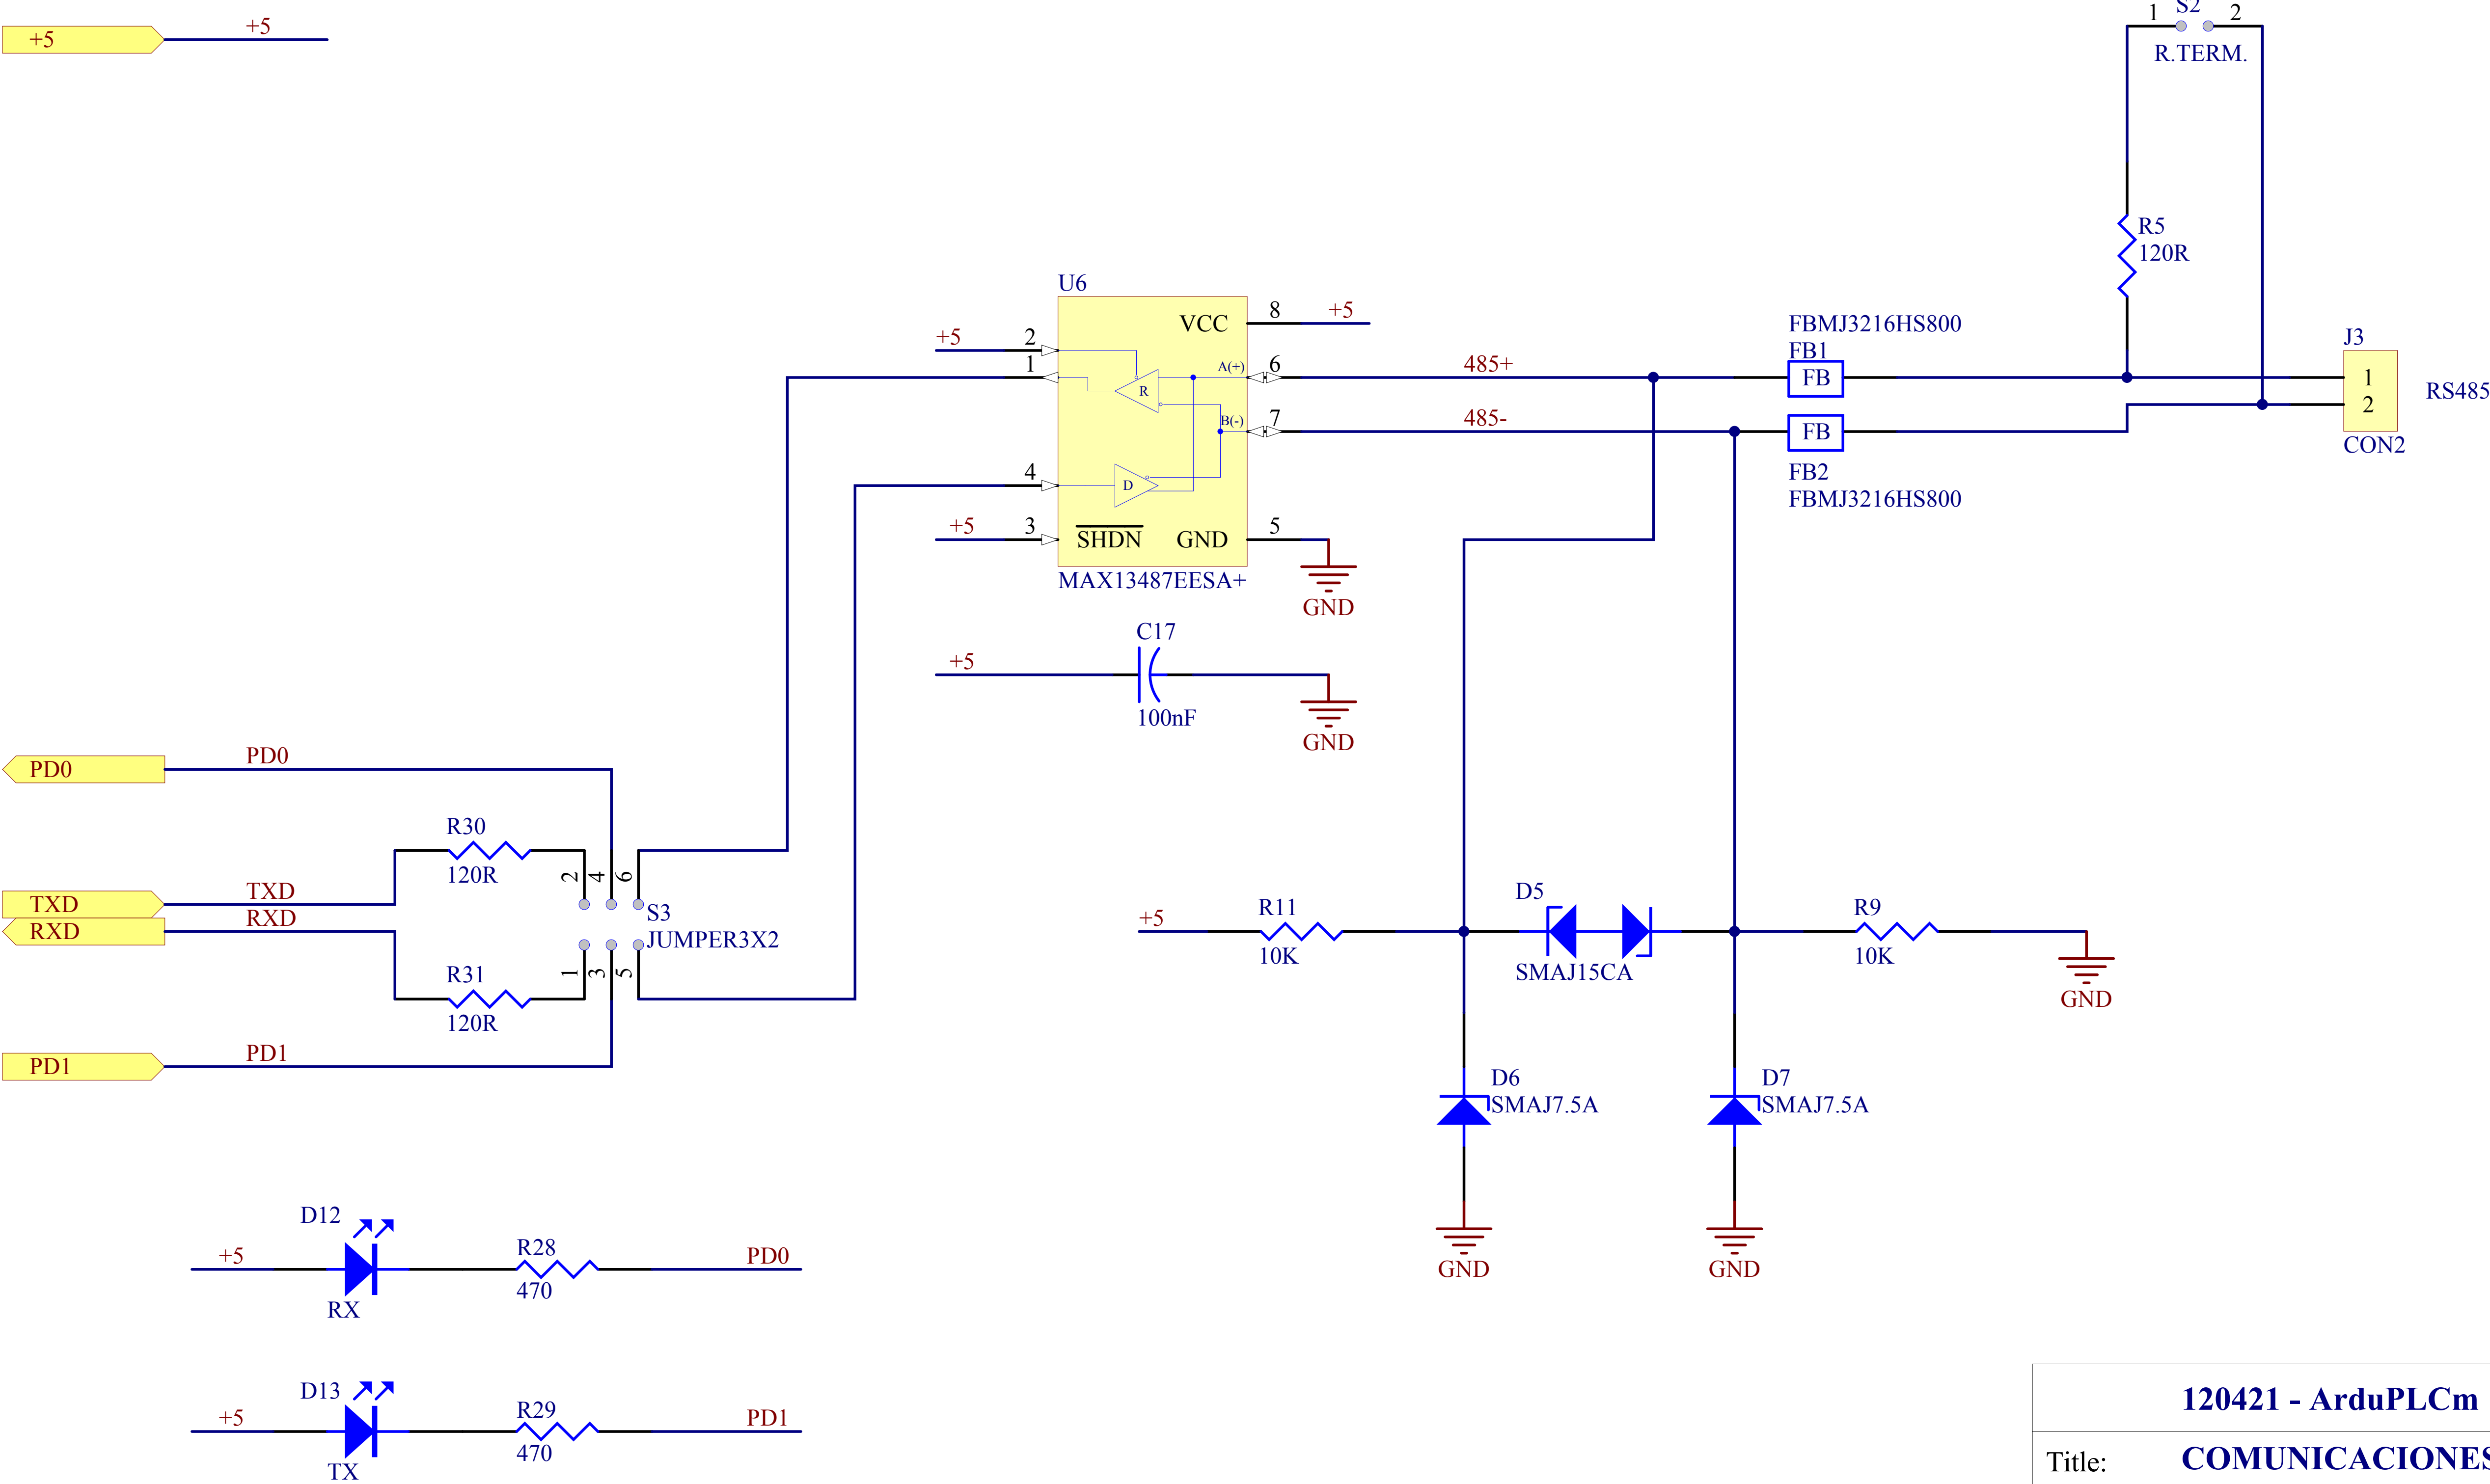 +5
+5
1
S2
2
R.TERM.
R5
120R
U6
VCC
8
+5
+5
2
1
A(+)
6
485+
R
B(-)
7
485-
4
D
+5
3
SHDN
GND
5
MAX13487EESA+
GND
FBMJ3216HS800
FB1
FB
FB
FB2
FBMJ3216HS800
J3
1
2
RS485
CON2
C17
+5
100nF
GND
PD0
PD0
R30
120R
2
4
6
TXD
TXD
RXD
RXD
S3
JUMPER3X2
R31
120R
1
3
5
PD1
PD1
+5
R11
10K
D5
SMAJ15CA
R9
10K
GND
D6
SMAJ7.5A
D7
SMAJ7.5A
GND
GND
D12
+5
RX
R28
470
PD0
D13
+5
TX
R29
470
PD1
120421 - ArduPLCm
Title:
COMUNICACIONES